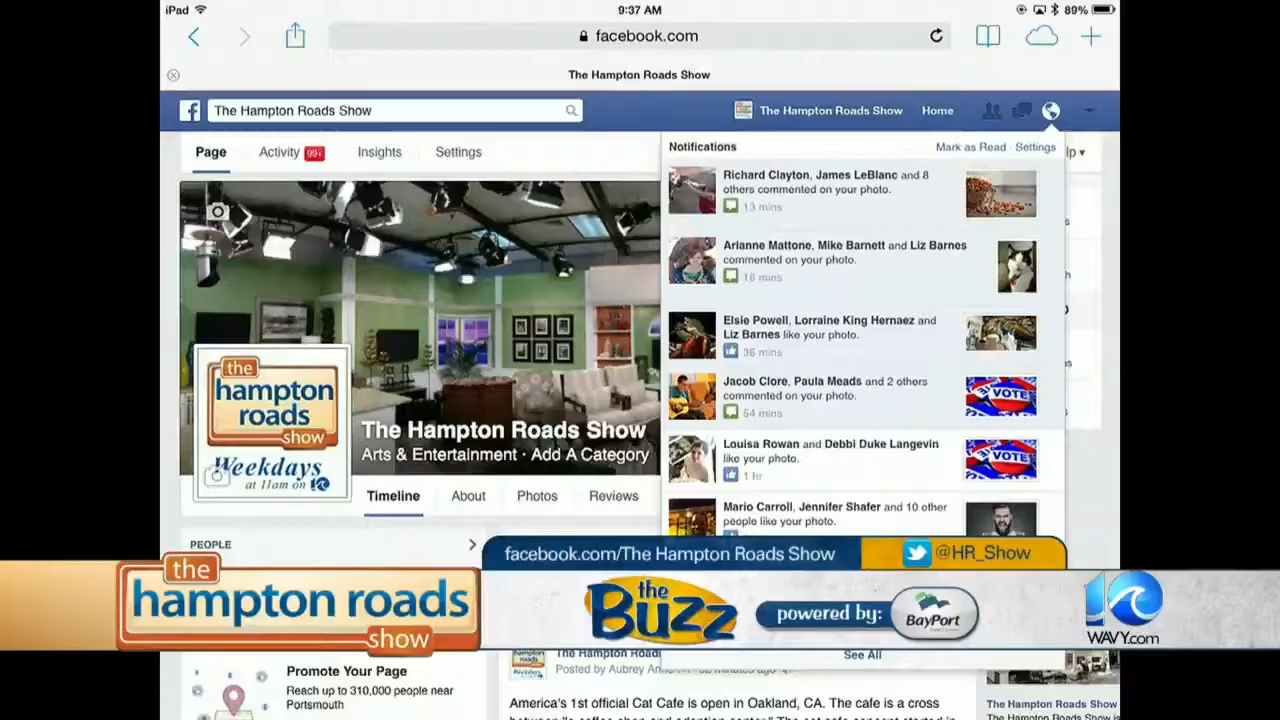 iPad
9:37 AM
89%
facebook.com
The Hampton Roads Show
The Hampton Roads Show
The Hampton Roads Show
Home
Page
Activity
99+
Insights
Settings
Notifications
Mark as Read · Settings
Richard Clayton, James LeBlanc and 8
others commented on your photo.
13 mins
Arianne Mattone, Mike Barnett and Liz Barnes
commented on your photo.
18 mins
Elsie Powell, Lorraine King Hernaez and
Liz Barnes like your photo.
36 mins
Jacob Clore, Paula Meads and 2 others
commented on your photo.
54 mins
VOTE
Louisa Rowan and Debbi Duke Langevin
like your photo.
1 hr
VOTE
Mario Carroll, Jennifer Shafer and 10 other
people like your photo.
See All
the
hampton
roads
show
Weekdays
at 11am on
The Hampton Roads Show
Arts & Entertainment · Add A Category
Timeline
About
Photos
Reviews
PEOPLE
facebook.com/The Hampton Roads Show
@HR_Show
the
hampton roads
show
the
Buzz
powered by:
BayPort
10
WAVY.com
Promote Your Page
Reach up to 310,000 people near
Portsmouth
The Hampton Road
Posted by Aubrey
America's 1st official Cat Cafe is open in Oakland, CA. The cafe is a cross
The Hampton Roads Show